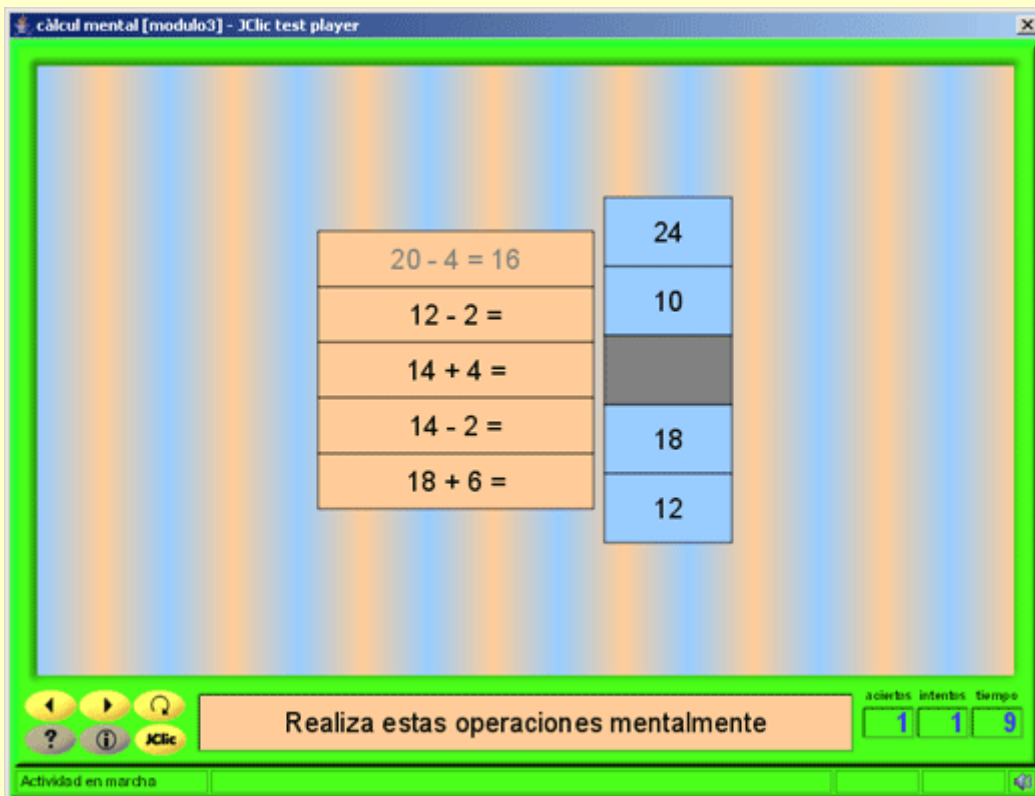 càlcul mental [modulo3] - JClic test player
20 - 4 = 16
12 - 2 =
14 + 4 =
14 - 2 =
18 + 6 =
24
10
18
12
?
JClic
Realiza estas operaciones mentalmente
aciertos intentos tiempo
1 1 9
Actividad en marcha